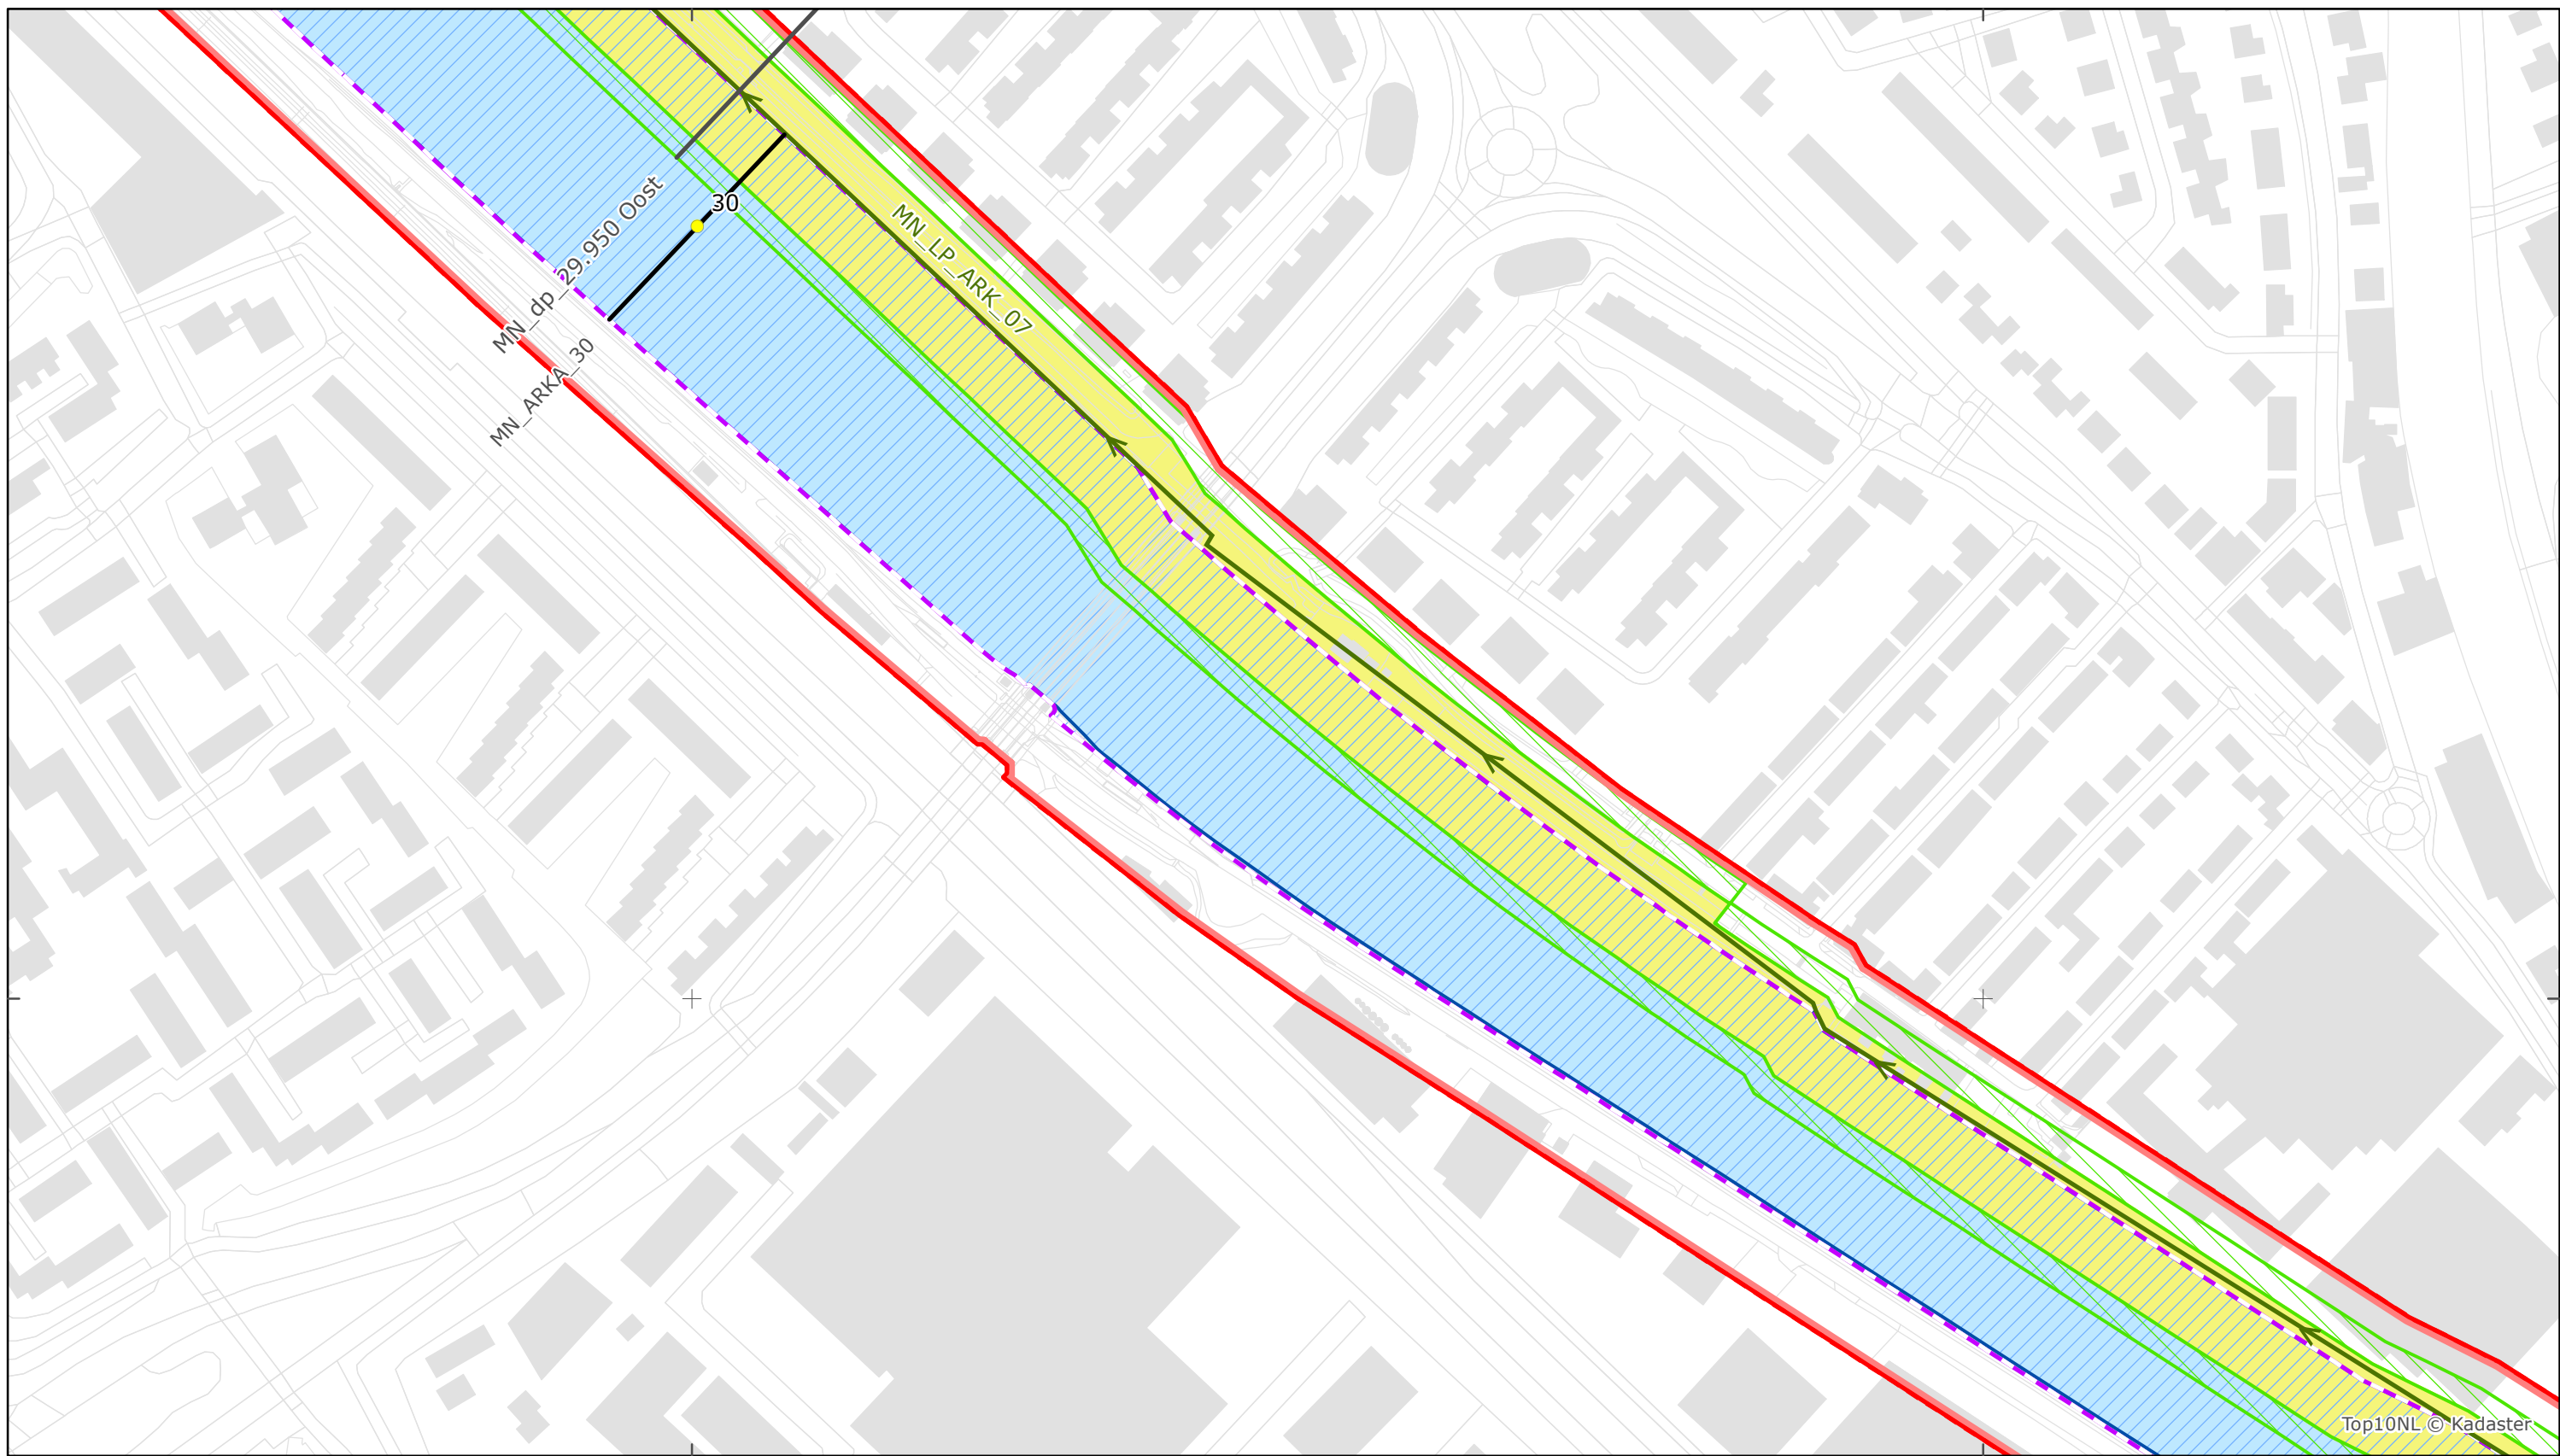 30
MN_dp_29.950 Oost
MN_LP_ARK_07
MN_ARKA_30
Top10NL © Kadaster